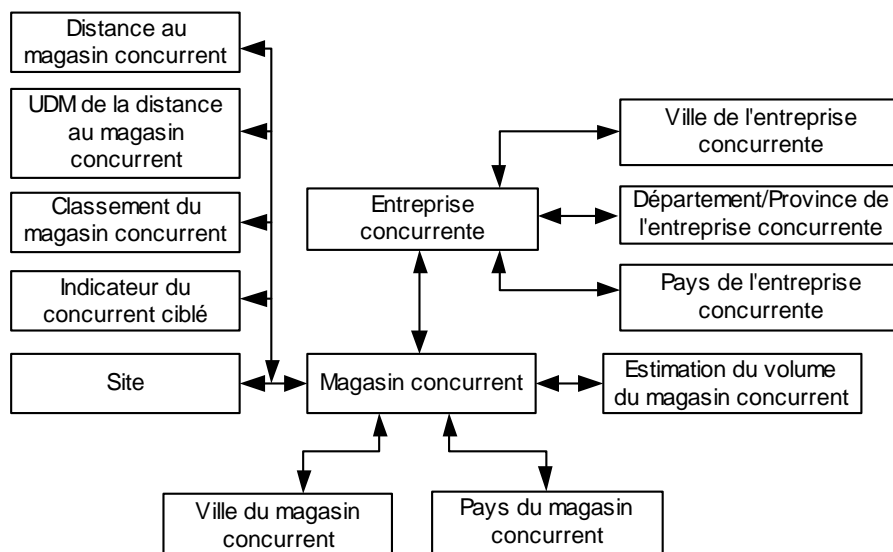 Distance au
magasin concurrent
UDM de la distance
au magasin
concurrent
Classement du
magasin concurrent
Indicateur du
concurrent ciblé
Site
Entreprise
concurrente
Magasin concurrent
Ville de l'entreprise
concurrente
Département/Province de
l'entreprise concurrente
Pays de l'entreprise
concurrente
Estimation du volume
du magasin concurrent
Ville du magasin
concurrent
Pays du magasin
concurrent